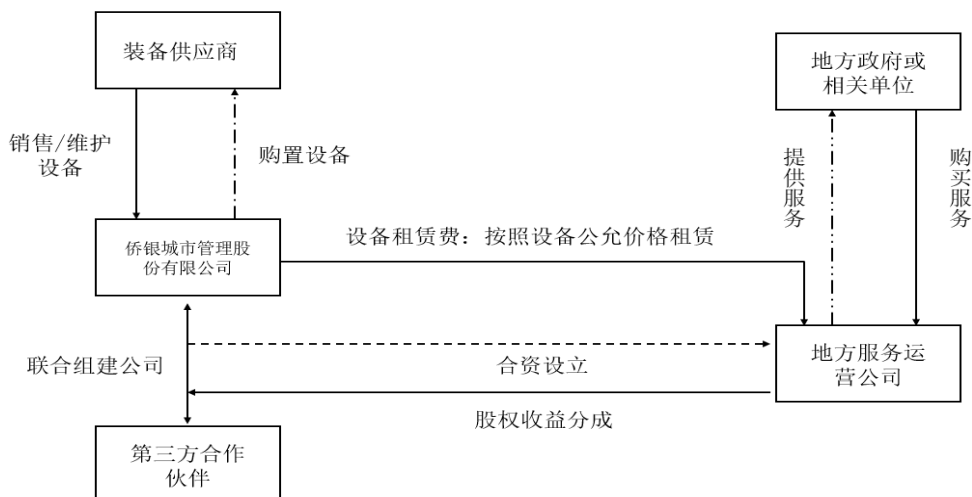 装备供应商
地方政府或
相关单位
销售/维护
设备
购置设备
提供服务
购买服务
侨银城市管理股
份有限公司
设备租赁费：按照设备公允价格租赁
联合组建公司
合资设立
地方服务运
营公司
股权收益分成
第三方合作
伙伴